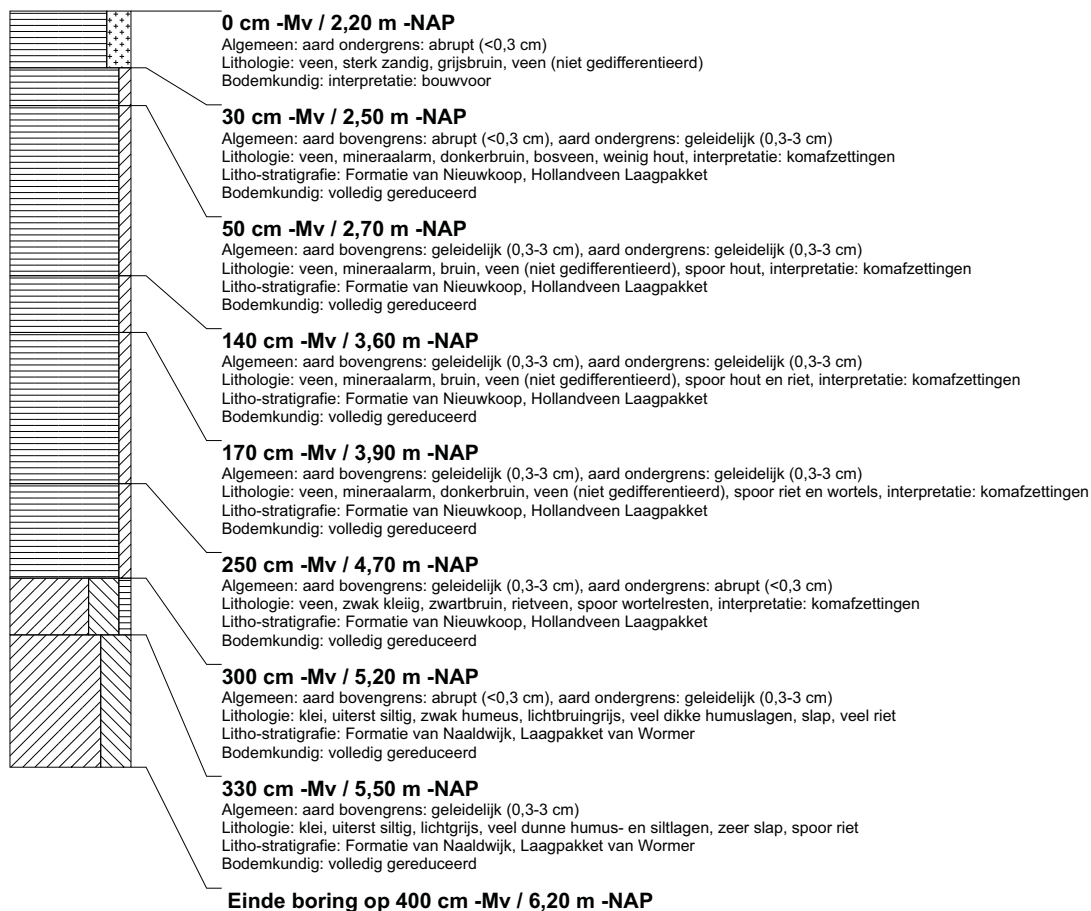 0 cm -Mv / 2,20 m -NAP
Algemeen: aard ondergrens: abrupt (<0,3 cm)
Lithologie: veen, sterk zandig, grijsbruin, veen (niet gedifferentieerd)
Bodemkundig: interpretatie: bouwvoor
30 cm -Mv / 2,50 m -NAP
Algemeen: aard bovengrens: abrupt (<0,3 cm), aard ondergrens: geleidelijk (0,3-3 cm)
Lithologie: veen, mineraalarm, donkerbruin, bosveen, weinig hout, interpretatie: komafzettingen
Litho-stratigrafie: Formatie van Nieuwkoop, Hollandveen Laagpakket
Bodemkundig: volledig gereduceerd
50 cm -Mv / 2,70 m -NAP
Algemeen: aard bovengrens: geleidelijk (0,3-3 cm), aard ondergrens: geleidelijk (0,3-3 cm)
Lithologie: veen, mineraalarm, bruin, veen (niet gedifferentieerd), spoor hout, interpretatie: komafzettingen
Litho-stratigrafie: Formatie van Nieuwkoop, Hollandveen Laagpakket
Bodemkundig: volledig gereduceerd
140 cm -Mv / 3,60 m -NAP
Algemeen: aard bovengrens: geleidelijk (0,3-3 cm), aard ondergrens: geleidelijk (0,3-3 cm)
Lithologie: veen, mineraalarm, bruin, veen (niet gedifferentieerd), spoor hout en riet, interpretatie: komafzettingen
Litho-stratigrafie: Formatie van Nieuwkoop, Hollandveen Laagpakket
Bodemkundig: volledig gereduceerd
170 cm -Mv / 3,90 m -NAP
Algemeen: aard bovengrens: geleidelijk (0,3-3 cm), aard ondergrens: geleidelijk (0,3-3 cm)
Lithologie: veen, mineraalarm, donkerbruin, veen (niet gedifferentieerd), spoor riet en wortels, interpretatie: komafzettingen
Litho-stratigrafie: Formatie van Nieuwkoop, Hollandveen Laagpakket
Bodemkundig: volledig gereduceerd
250 cm -Mv / 4,70 m -NAP
Algemeen: aard bovengrens: geleidelijk (0,3-3 cm), aard ondergrens: abrupt (<0,3 cm)
Lithologie: veen, zwak kleiig, zwartbruin, rietveen, spoor wortelresten, interpretatie: komafzettingen
Litho-stratigrafie: Formatie van Nieuwkoop, Hollandveen Laagpakket
Bodemkundig: volledig gereduceerd
300 cm -Mv / 5,20 m -NAP
Algemeen: aard bovengrens: abrupt (<0,3 cm), aard ondergrens: geleidelijk (0,3-3 cm)
Lithologie: klei, uiterst siltig, zwak humeus, lichtbruingrijs, veel dikke humuslagen, slap, veel riet
Litho-stratigrafie: Formatie van Naaldwijk, Laagpakket van Wormer
Bodemkundig: volledig gereduceerd
330 cm -Mv / 5,50 m -NAP
Algemeen: aard bovengrens: geleidelijk (0,3-3 cm)
Lithologie: klei, uiterst siltig, lichtgrijs, veel dunne humus- en siltlagen, zeer slap, spoor riet
Litho-stratigrafie: Formatie van Naaldwijk, Laagpakket van Wormer
Bodemkundig: volledig gereduceerd
Einde boring op 400 cm -Mv / 6,20 m -NAP